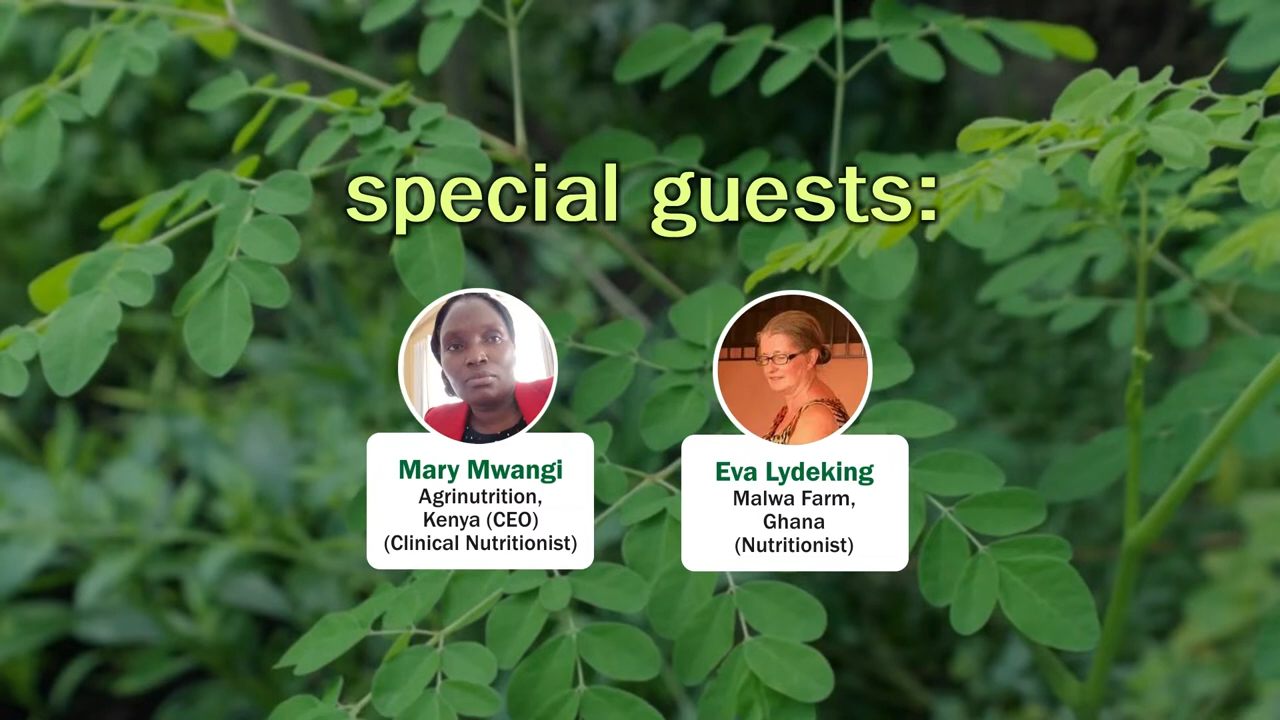 special guests:
Mary Mwangi
Agrinutrition,
Kenya (CEO)
(Clinical Nutritionist)
Eva Lydeking
Malwa Farm,
Ghana
(Nutritionist)